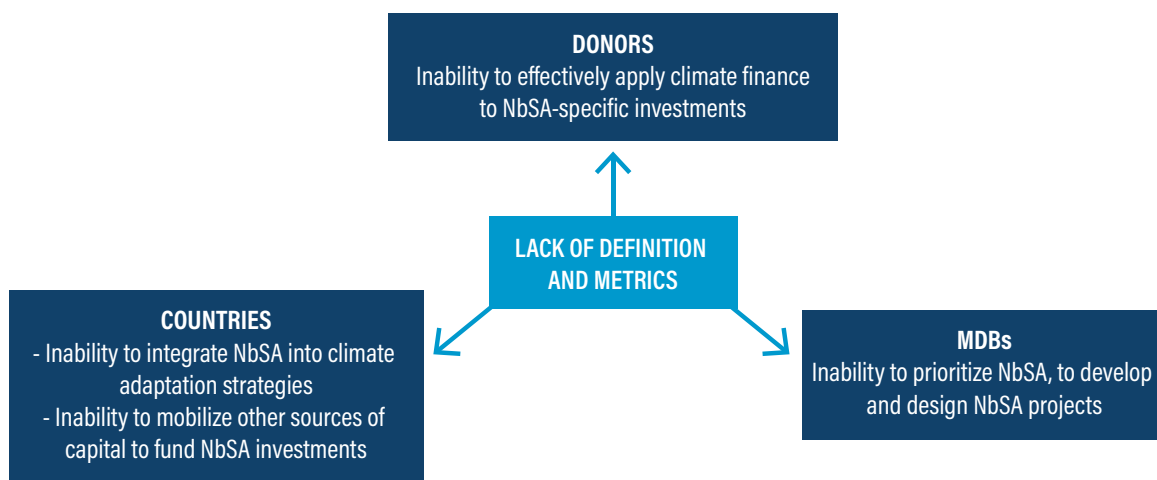 DONORS
Inability to effectively apply climate finance
to NbSA-specific investments
LACK OF DEFINITION
AND METRICS
COUNTRIES
- Inability to integrate NbSA into climate
adaptation strategies
- Inability to mobilize other sources of
capital to fund NbSA investments
MDBs
Inability to prioritize NbSA, to develop
and design NbSA projects